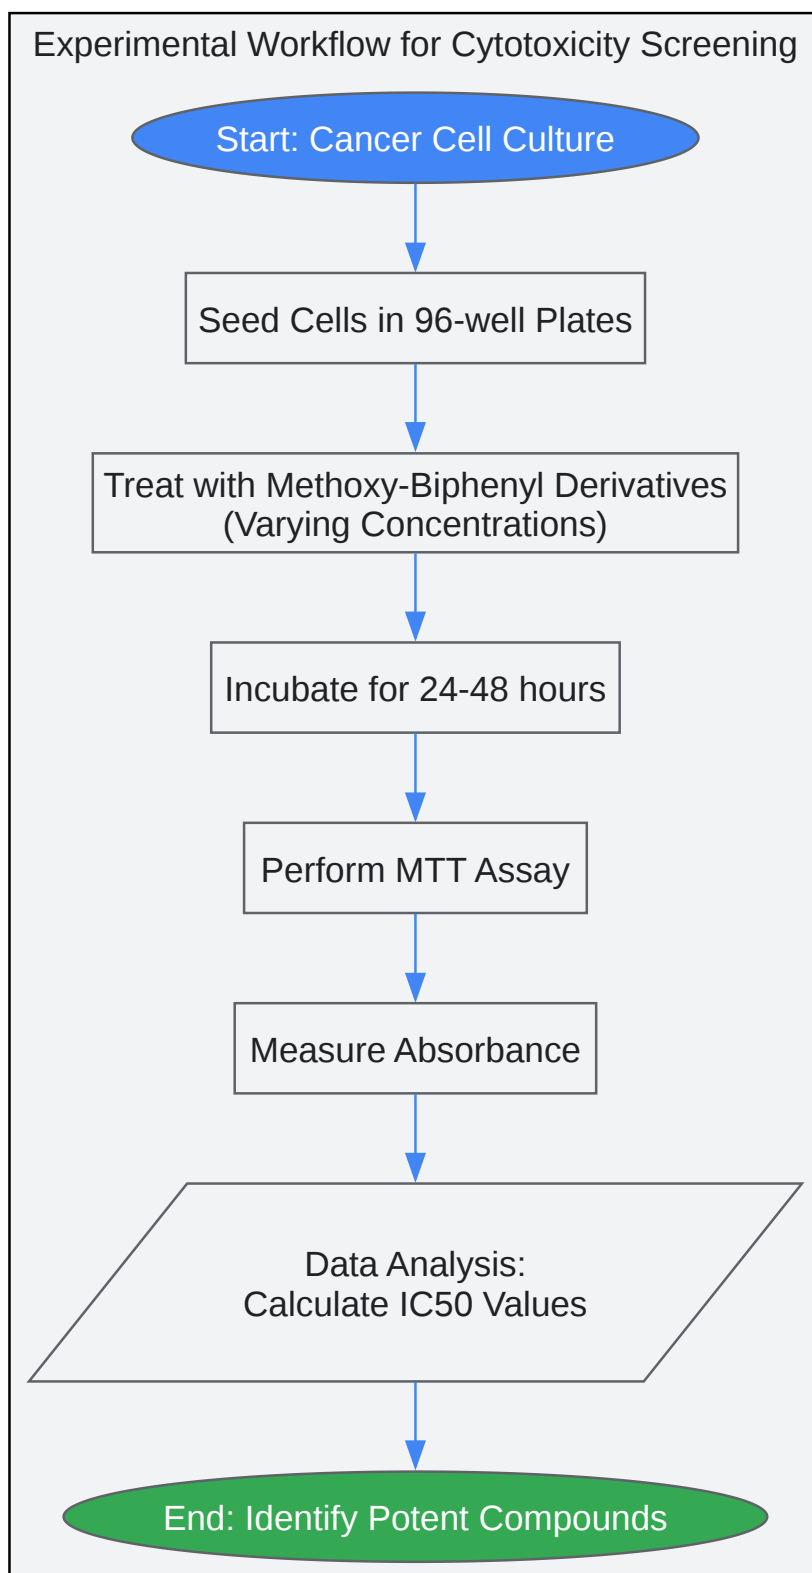 Experimental Workflow for Cytotoxicity Screening
Start: Cancer Cell Culture
Seed Cells in 96-well Plates
Treat with Methoxy-Biphenyl Derivatives
(Varying Concentrations)
Incubate for 24-48 hours
Perform MTT Assay
Measure Absorbance
Data Analysis:
Calculate IC50 Values
End: Identify Potent Compounds